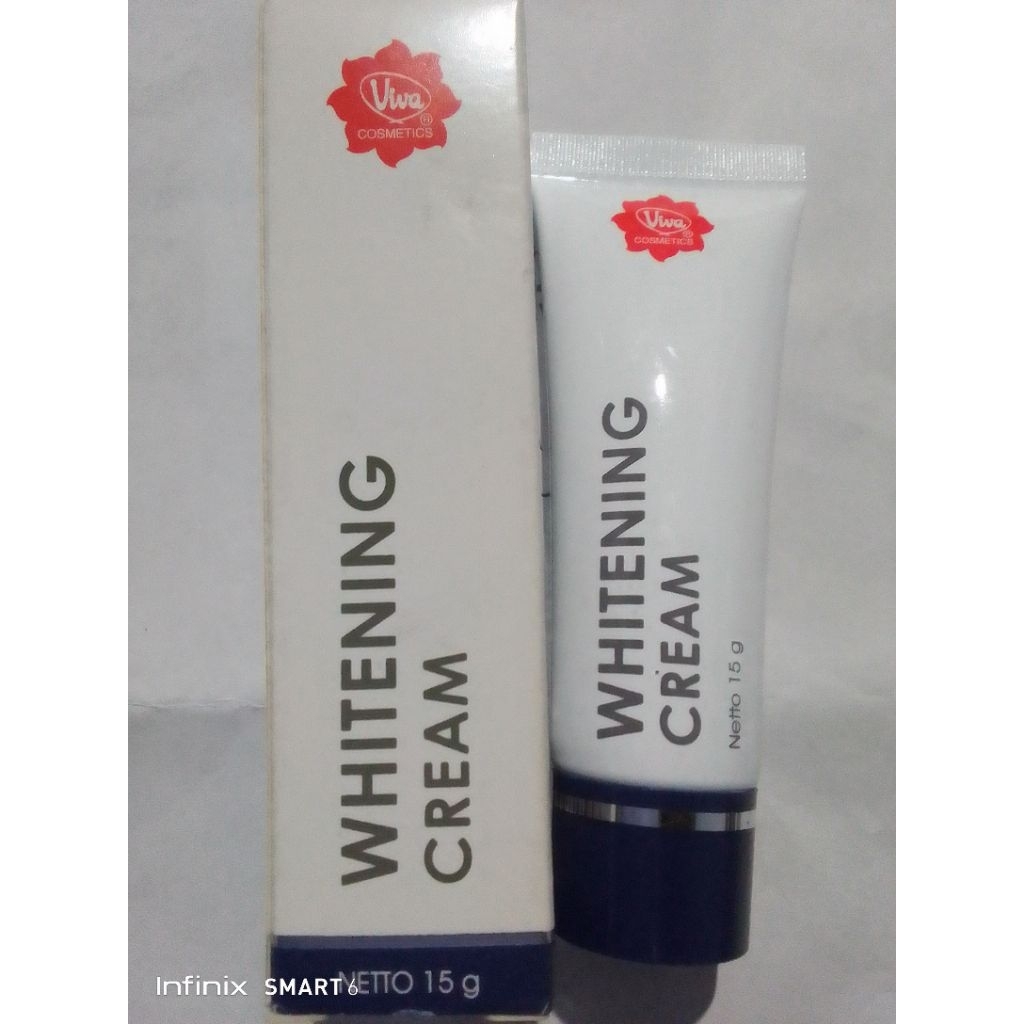 Viva
COSMETICS
WHITENING
CREAM
NETTO 15 g
Viva
COSMETICS
WHITENING
CREAM
Netto 15 g
Infinix SMART 6